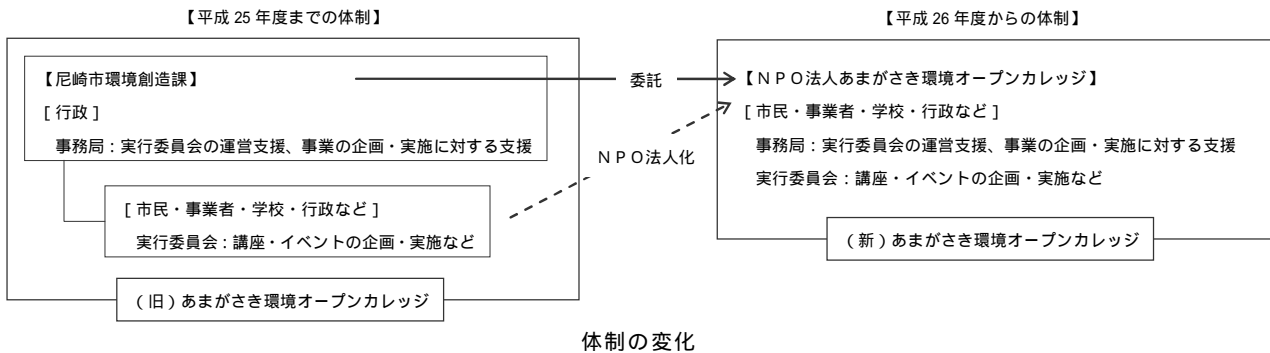 【平成25年度までの体制】
【尼崎市環境創造課】
[行政]
事務局：実行委員会の運営支援、事業の企画・実施に対する支援
[市民・事業者・学校・行政など]
実行委員会：講座・イベントの企画・実施など
（旧）あまがさき環境オープンカレッジ
委託
ＮＰＯ法人化
【平成26年度からの体制】
【ＮＰＯ法人あまがさき環境オープンカレッジ】
[市民・事業者・学校・行政など]
事務局：実行委員会の運営支援、事業の企画・実施に対する支援
実行委員会：講座・イベントの企画・実施など
（新）あまがさき環境オープンカレッジ
体制の変化